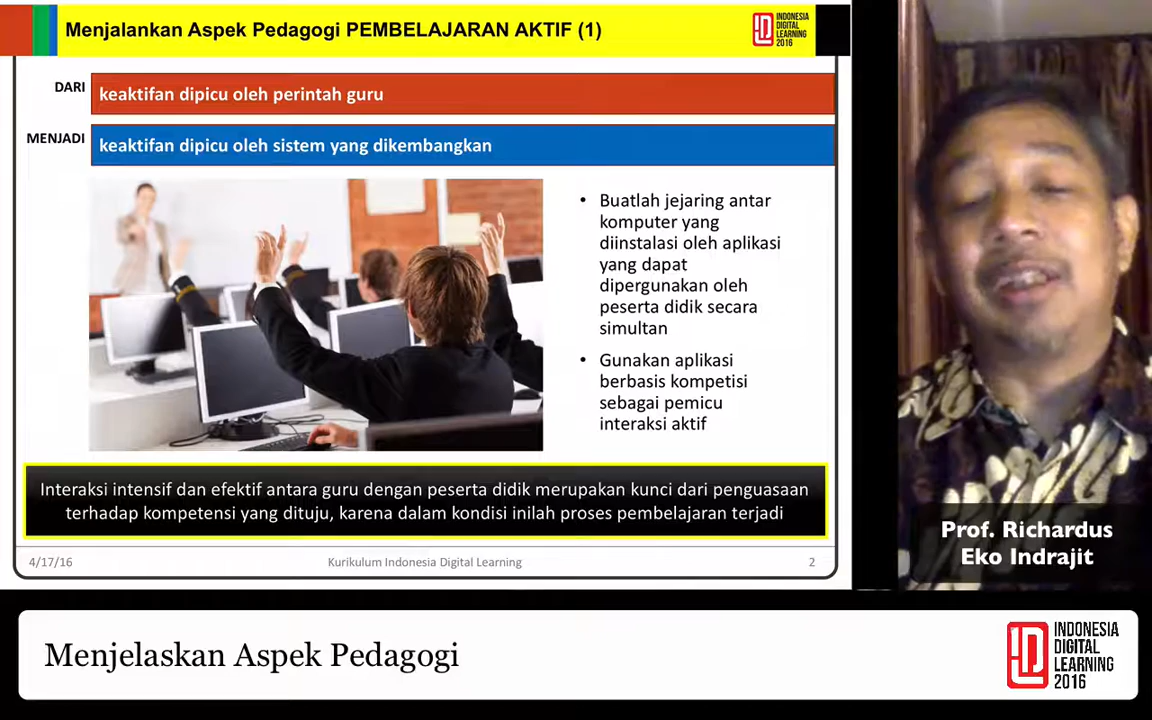 Menjalankan Aspek Pedagogi PEMBELAJARAN AKTIF (1)
INDONESIA
DIGITAL
LEARNING
2016
DARI
keaktifan dipicu oleh perintah guru
MENJADI
keaktifan dipicu oleh sistem yang dikembangkan
• Buatlah jejaring antar
komputer yang
diinstalasi oleh aplikasi
yang dapat
dipergunakan oleh
peserta didik secara
simultan
• Gunakan aplikasi
berbasis kompetisi
sebagai pemicu
interaksi aktif
Interaksi intensif dan efektif antara guru dengan peserta didik merupakan kunci dari penguasaan
terhadap kompetensi yang dituju, karena dalam kondisi inilah proses pembelajaran terjadi
4/17/16
Kurikulum Indonesia Digital Learning
2
Prof. Richardus
Eko Indrajit
Menjelaskan Aspek Pedagogi
INDONESIA
DIGITAL
LEARNING
2016